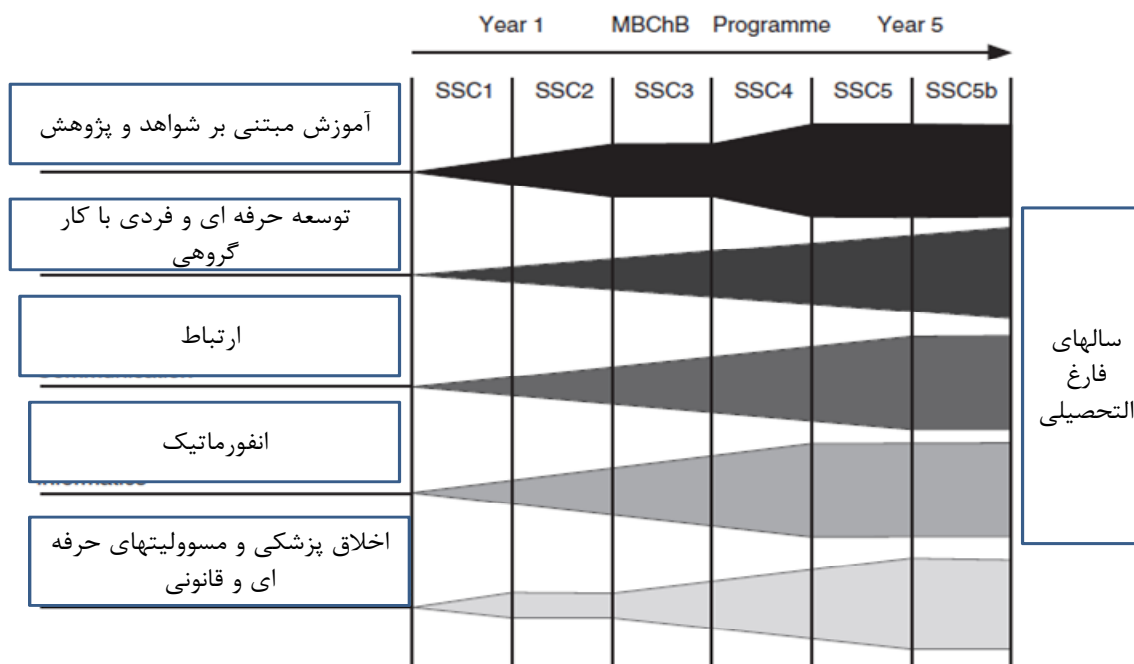 Year 1 MBChB Programme Year 5
SSC1 SSC2 SSC3 SSC4 SSC5 SSC5b
آموزش مبتنی بر شواهد و پژوهش
توسعه حرفه ای و فردی با کار
گروهی
ارتباط
انفورماتیک
اخلاق پزشکی و مسوولیتهای حرفه
ای و قانونی
سالهای
فارغ
التحصیلی